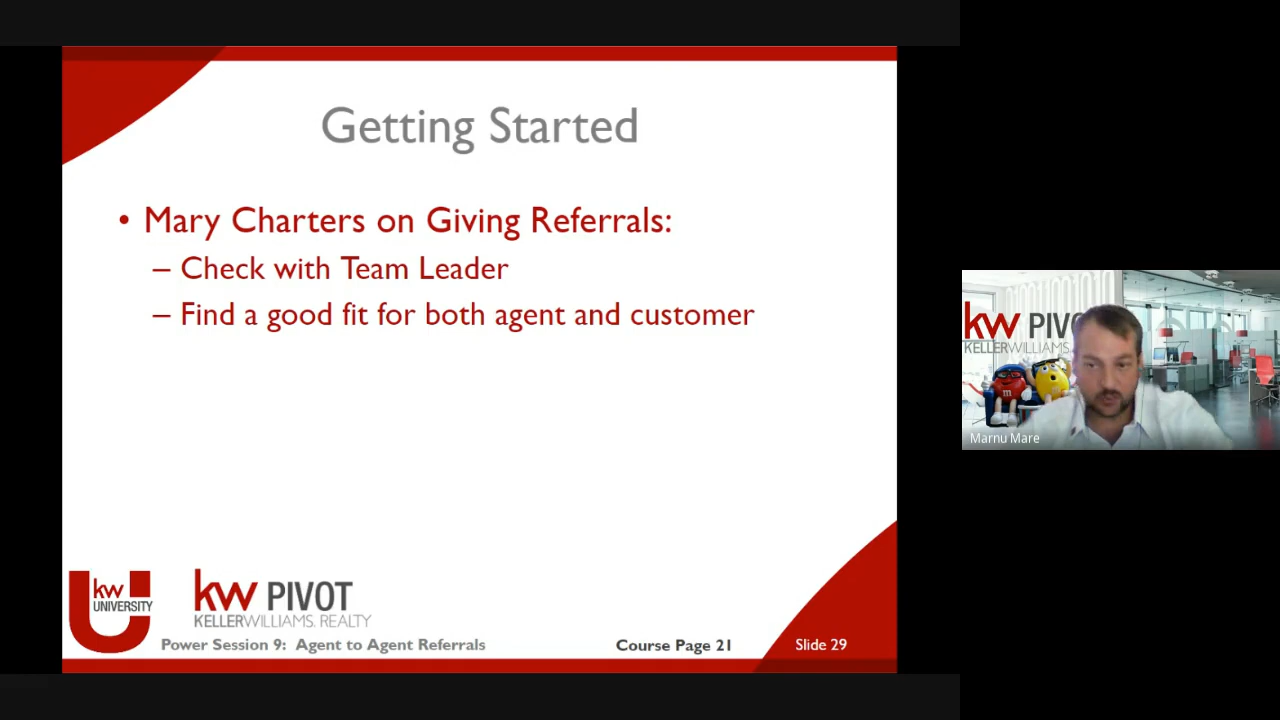 Getting Started
• Mary Charters on Giving Referrals:
– Check with Team Leader
– Find a good fit for both agent and customer
kw
UNIVERSITY
kw PIVOT
KELLERWILLIAMS. REALTY
Power Session 9: Agent to Agent Referrals
Course Page 21
Slide 29
kw PIVO
KELLERWILLIAMS.
m
Marnu Mare